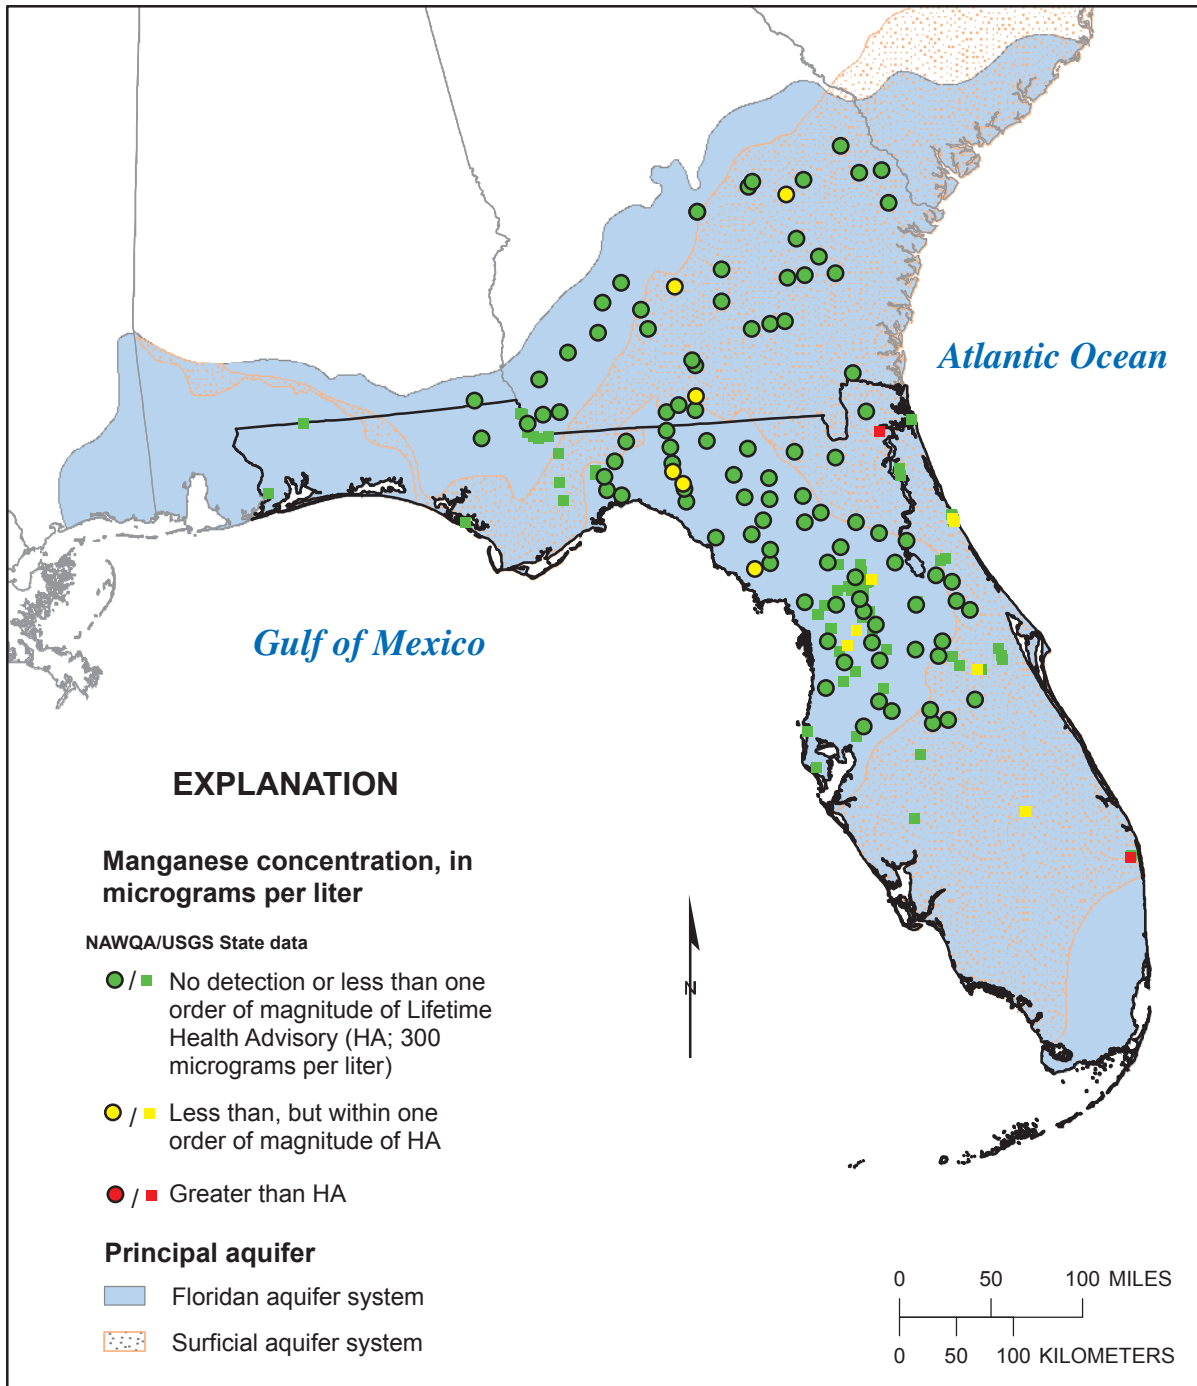 Atlantic Ocean
Gulf of Mexico
EXPLANATION
Manganese concentration, in
micrograms per liter
NAWQA/USGS State data
/ No detection or less than one
order of magnitude of Lifetime
Health Advisory (HA; 300
micrograms per liter)
/ Less than, but within one
order of magnitude of HA
/ Greater than HA
Principal aquifer
Floridan aquifer system
Surficial aquifer system
N
0 50 100 MILES
0 50 100 KILOMETERS